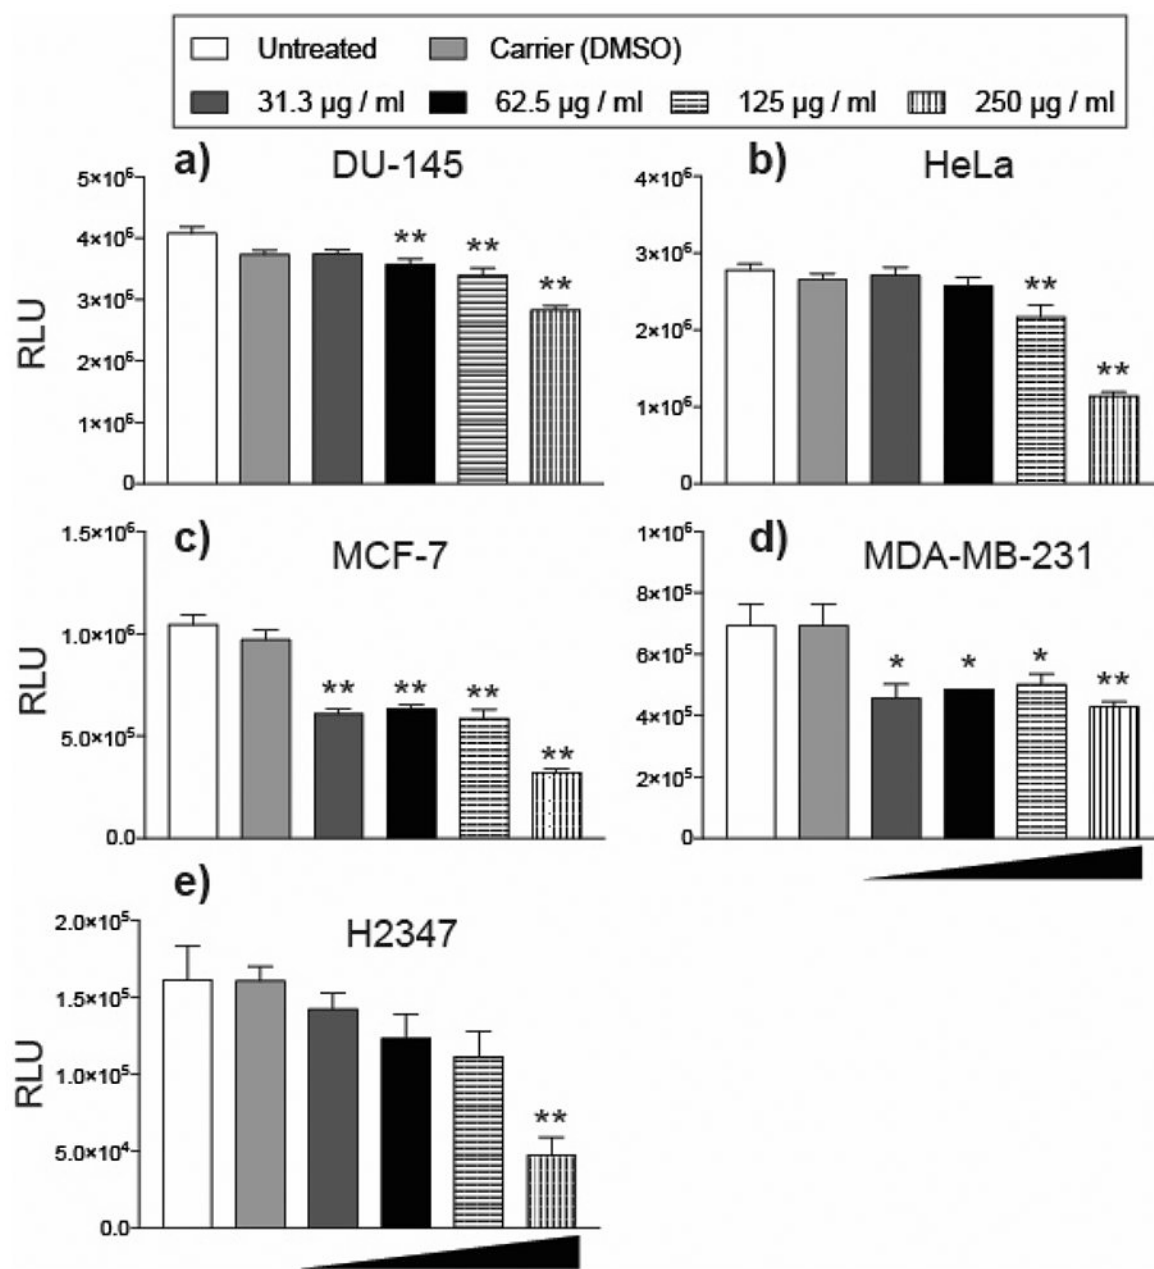 Untreated Carrier (DMSO)
31.3 µg / ml 62.5 µg / ml 125 µg / ml 250 µg / ml
a) DU-145
5×10⁶
4×10⁶
3×10⁶
2×10⁶
1×10⁶
0
RLU
** ** **
b) HeLa
4×10⁶
3×10⁶
2×10⁶
1×10⁶
0
** **
c) MCF-7
1.5×10⁶
1.0×10⁶
5.0×10⁵
0.0
RLU
** ** ** **
d) MDA-MB-231
1×10⁶
8×10⁵
6×10⁵
4×10⁵
2×10⁵
0
* * * **
e) H2347
2.0×10⁵
1.5×10⁵
1.0×10⁵
5.0×10⁴
0.0
RLU
**